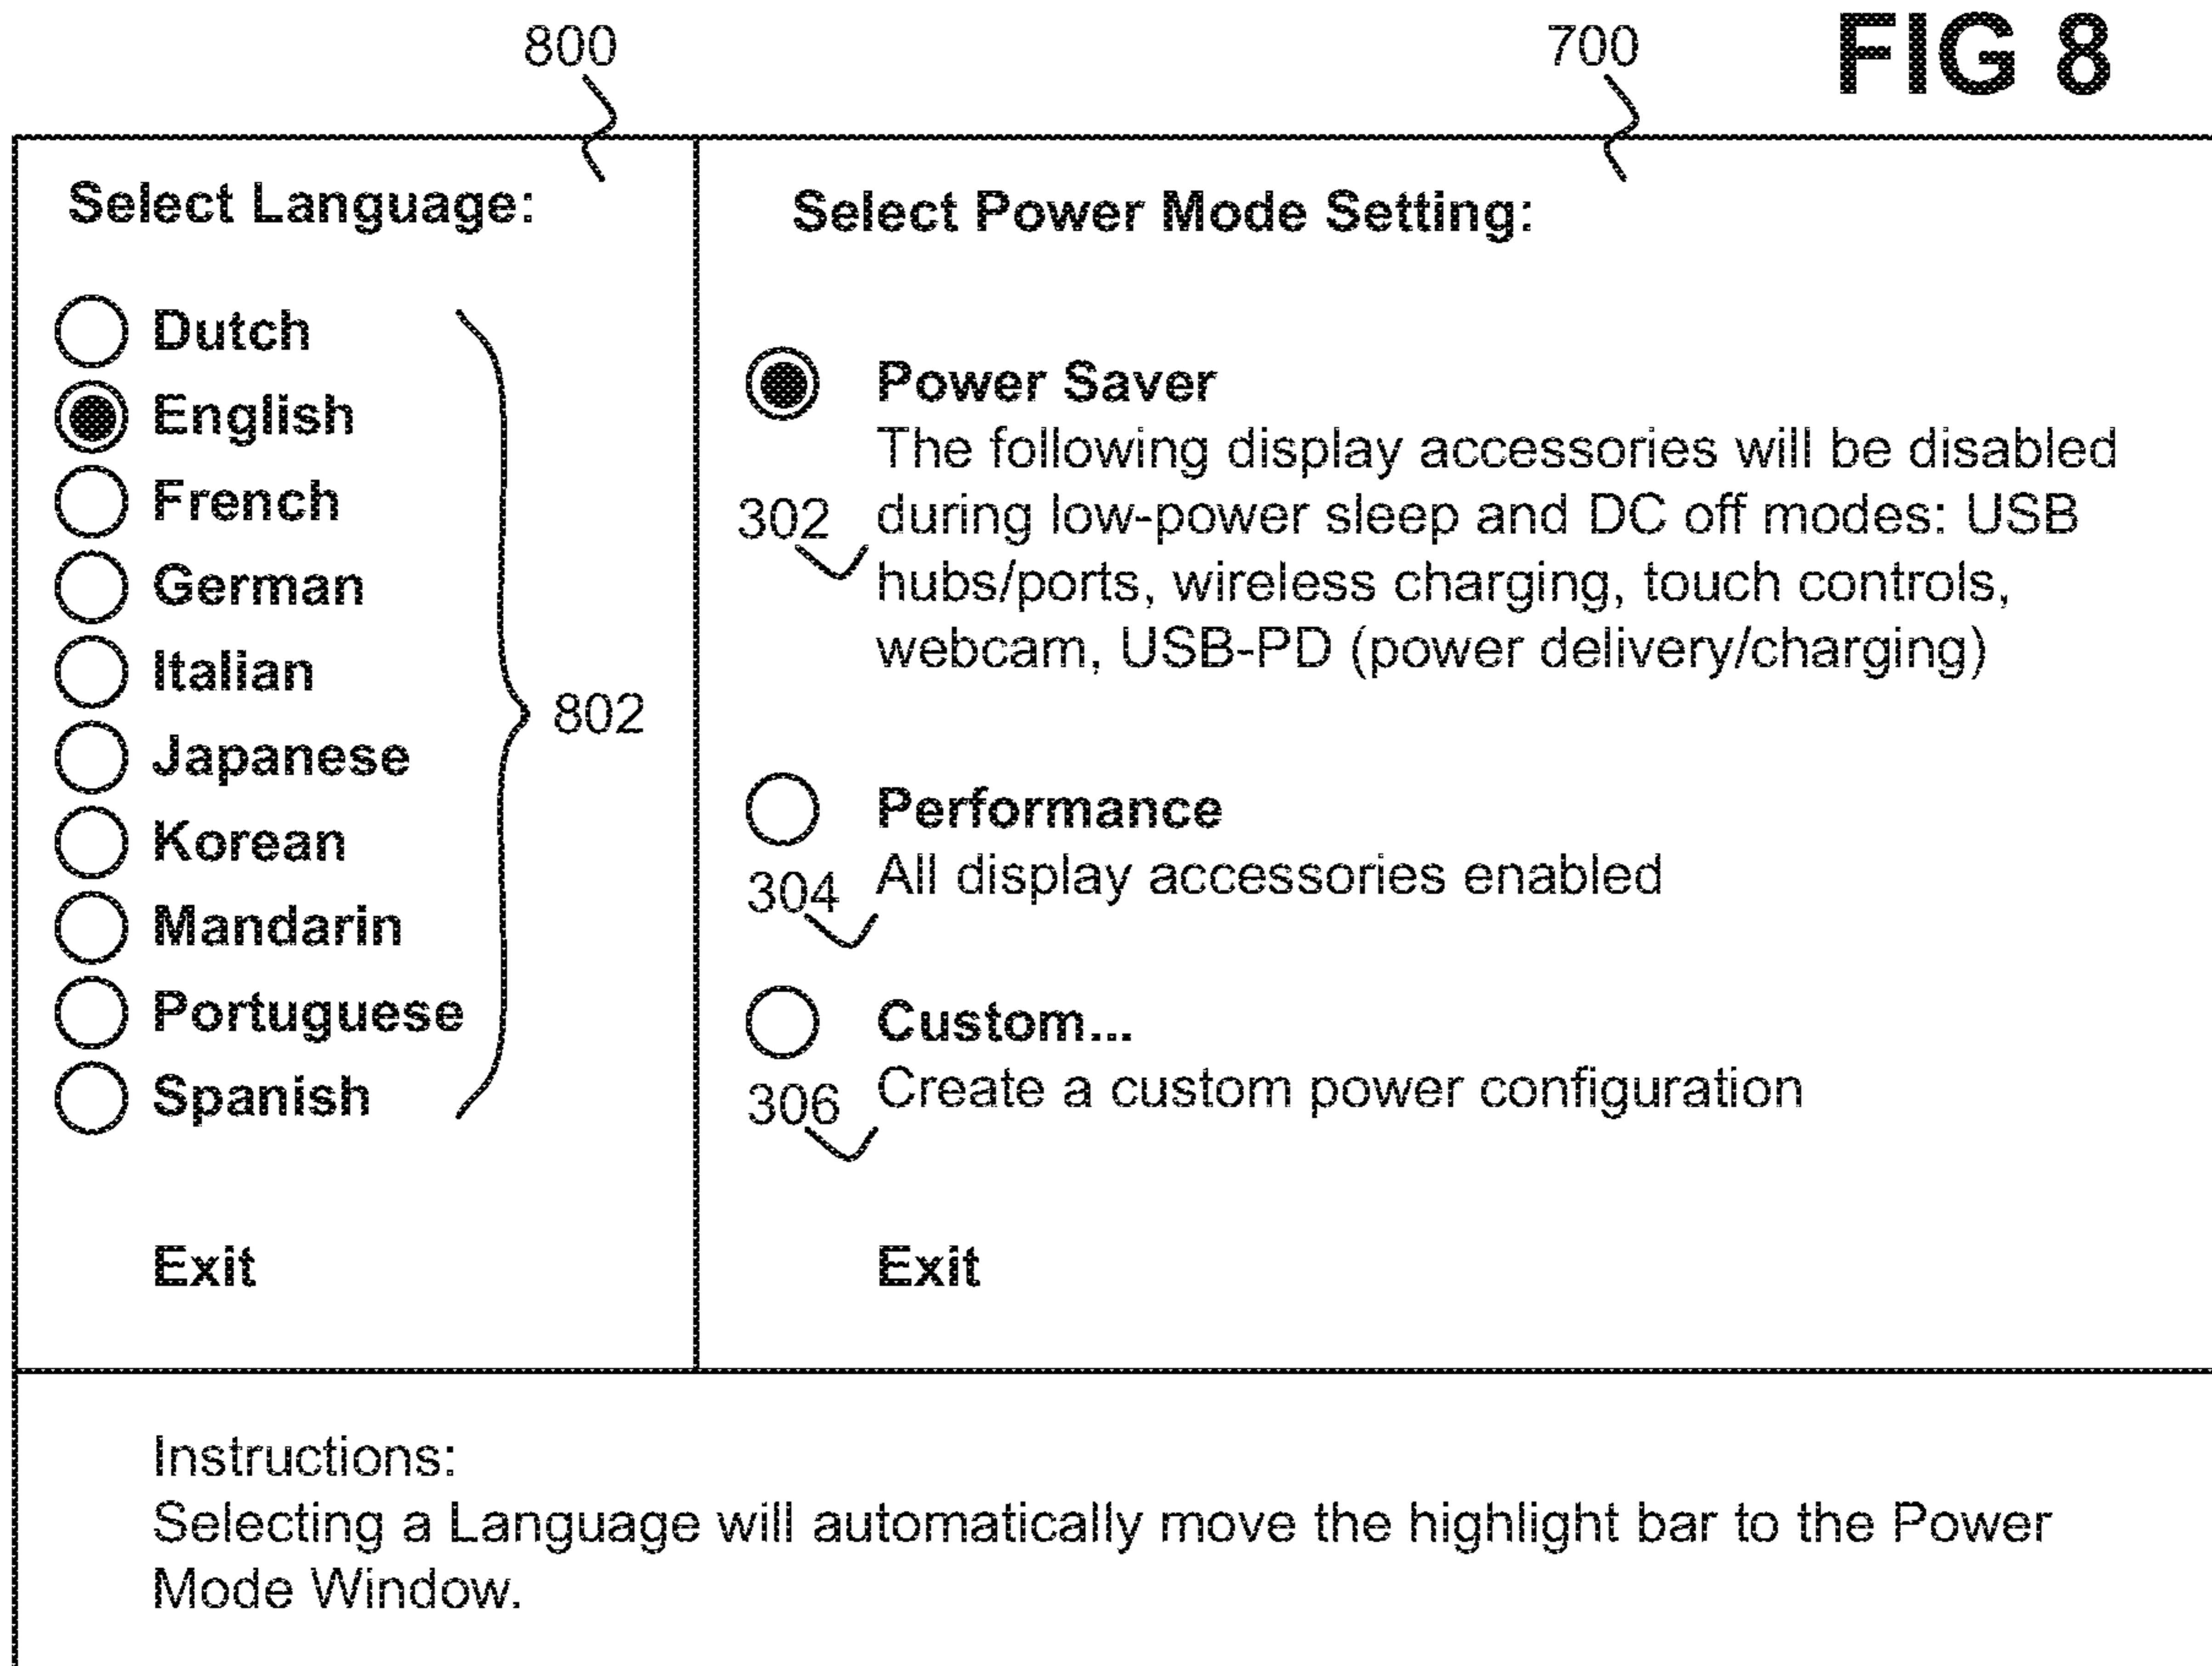 800
700
FIG 8
Select Language:
Dutch
English
French
German
Italian
Japanese
Korean
Mandarin
Portuguese
Spanish
802
Exit
Select Power Mode Setting:
Power Saver
The following display accessories will be disabled
302 during low-power sleep and DC off modes: USB
hubs/ports, wireless charging, touch controls,
webcam, USB-PD (power delivery/charging)
Performance
304 All display accessories enabled
Custom...
306 Create a custom power configuration
Exit
Instructions:
Selecting a Language will automatically move the highlight bar to the Power
Mode Window.